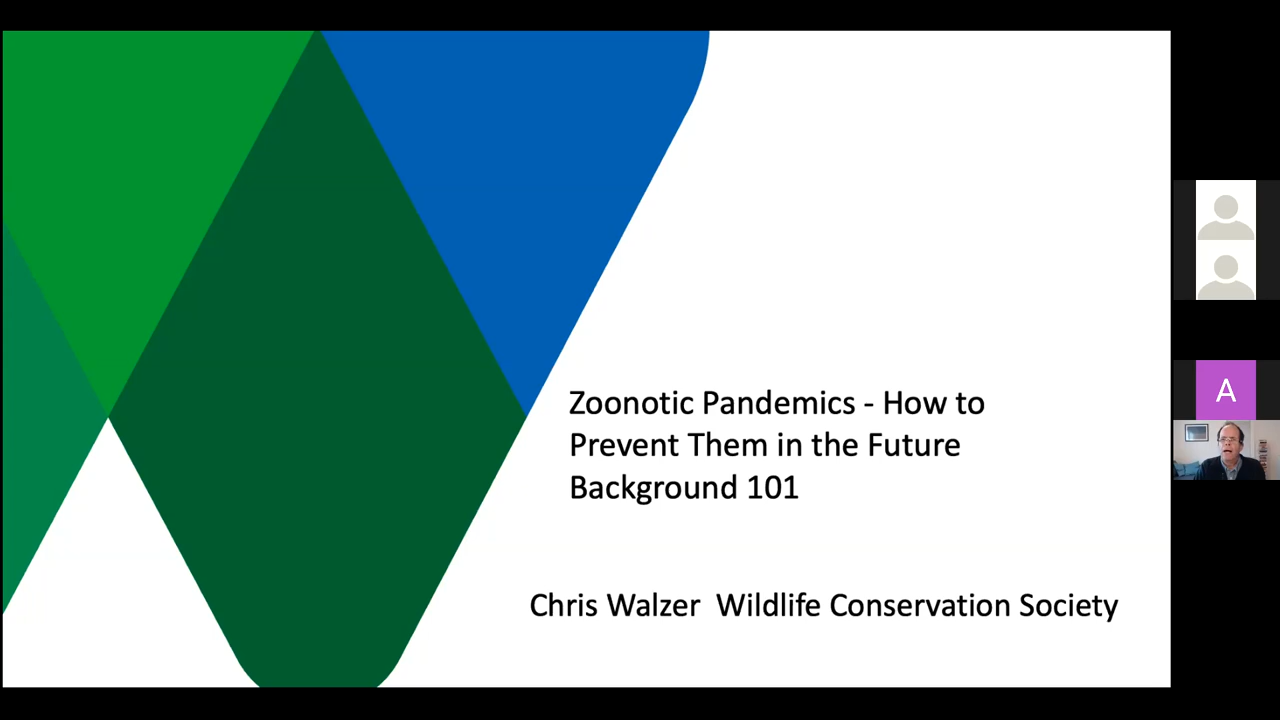 Zoonotic Pandemics - How to
Prevent Them in the Future
Background 101
Chris Walzer  Wildlife Conservation Society
A